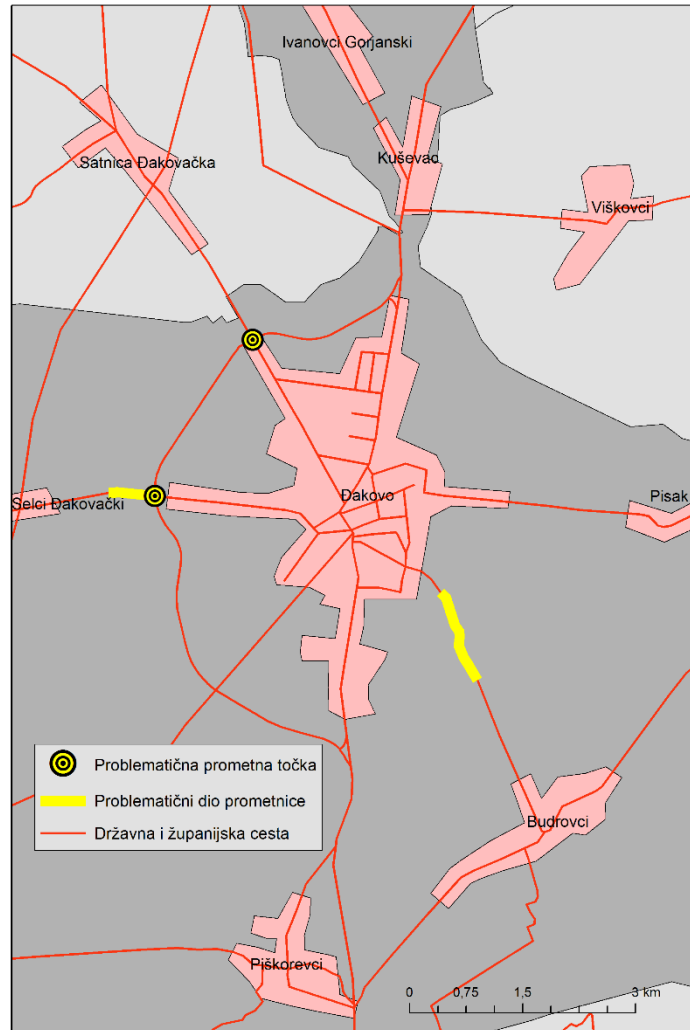 Ivanovci Gorjanski
Kuševac
Satnica Đakovačka
Viškovci
Đakovo
Selci Đakovački
Pisak
Problematična prometna točka
Problematični dio prometnice
Državna i županijska cesta
Budrovci
Piškorevci
0 0,75 1,5 3 km